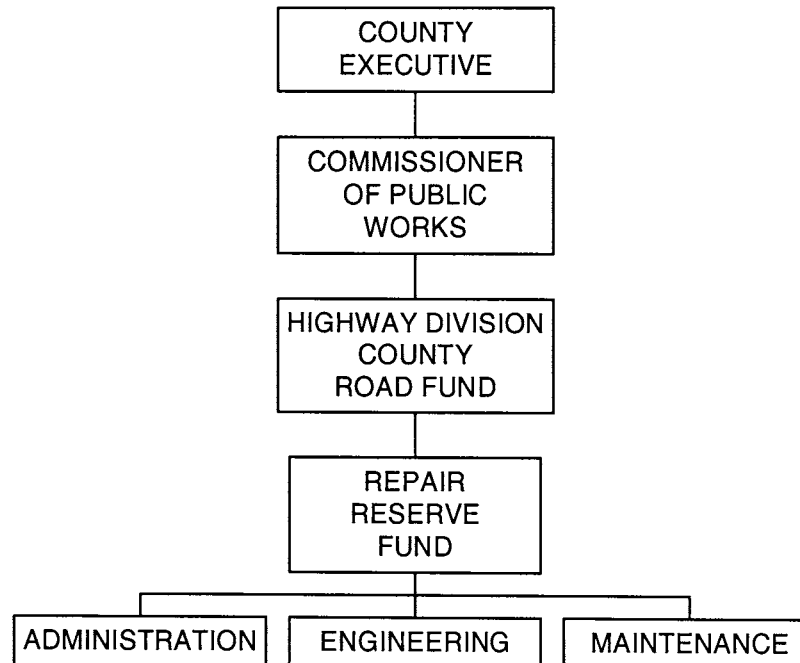 COUNTY
EXECUTIVE
COMMISSIONER
OF PUBLIC
WORKS
HIGHWAY DIVISION
COUNTY
ROAD FUND
REPAIR
RESERVE
FUND
ADMINISTRATION
ENGINEERING
MAINTENANCE